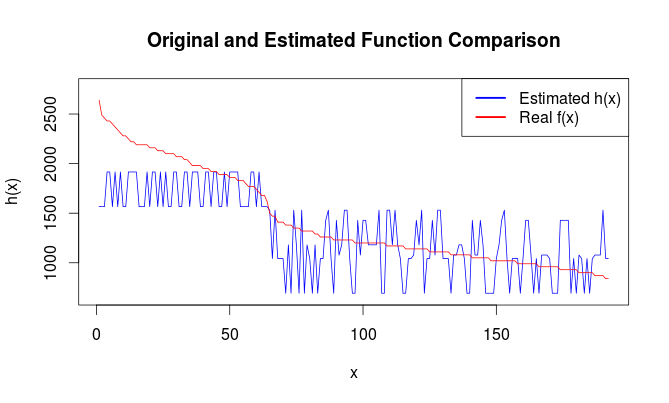 Original and Estimated Function Comparison
Estimated h(x)
Real f(x)
h(x)
2500
2000
1500
1000
0 50 100 150
x